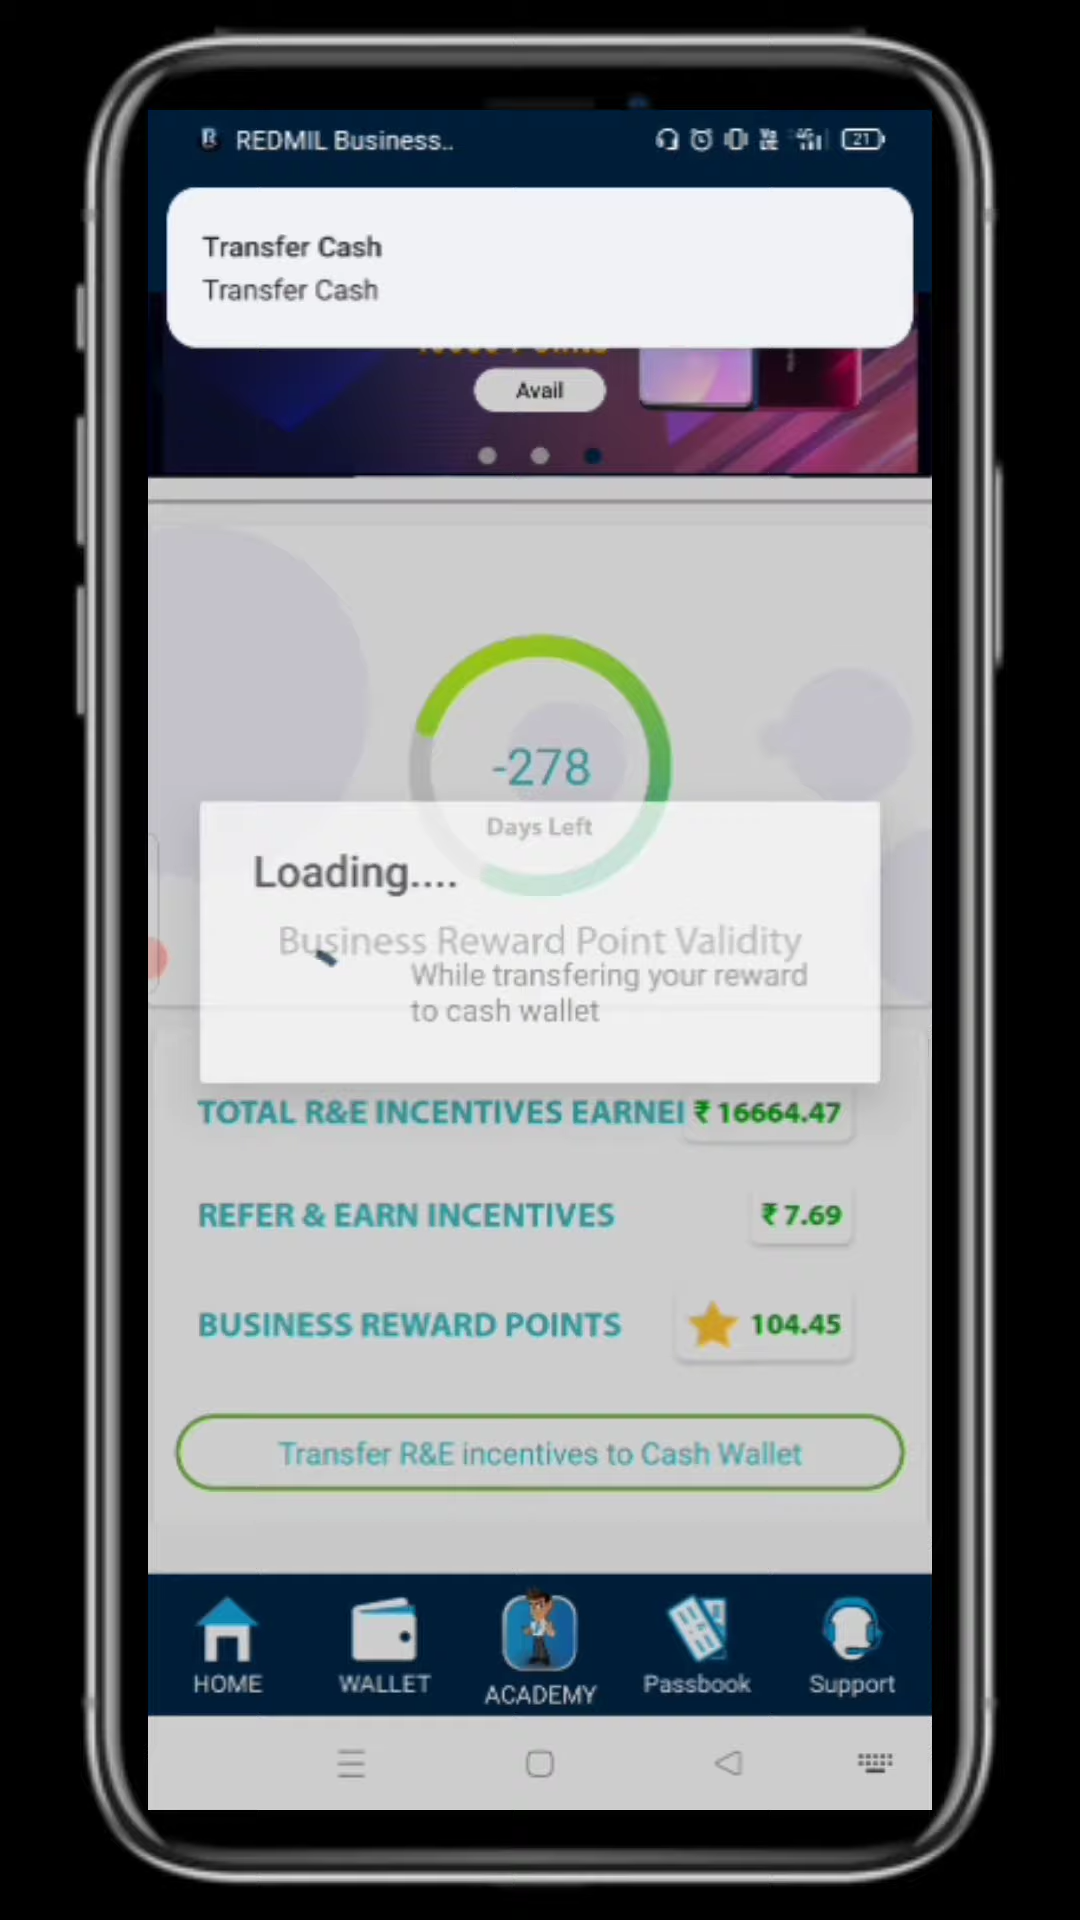 REDMIL Business..
21
Transfer Cash
Transfer Cash
Avail
-278
Days Left
Loading....
Business Reward Point Validity
While transfering your reward
to cash wallet
TOTAL R&E INCENTIVES EARNE
₹ 16664.47
REFER & EARN INCENTIVES
₹ 7.69
BUSINESS REWARD POINTS
104.45
Transfer R&E incentives to Cash Wallet
HOME
WALLET
ACADEMY
Passbook
Support